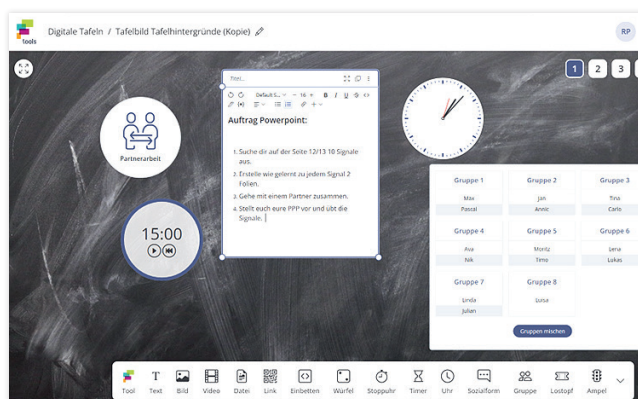 tools
Digitale Tafeln / Tafelbild Tafelhintergründe (Kopie)
RP
1 2 3
Titel...
Default S... - 16 + B I U S <>
Auftrag Powerpoint:
1. Suche dir auf der Seite 12/13 10 Signale
aus.
2. Erstelle wie gelernt zu jedem Signal 2
Folien.
3. Gehe mit einem Partner zusammen.
4. Stellt euch eure PPP vor und übt die
Signale.
Partnerarbeit
15:00
Gruppe 1 Gruppe 2 Gruppe 3
Max Jan Tina
Pascal Annic Carlo
Gruppe 4 Gruppe 5 Gruppe 6
Ava Moritz Lena
Nik Timo Lukas
Gruppe 7 Gruppe 8
Linda Luisa
Julian
Gruppen mischen
Tool Text Bild Video Datei Link Einbetten Würfel Stoppuhr Timer Uhr Sozialform Gruppe Lostopf Ampel